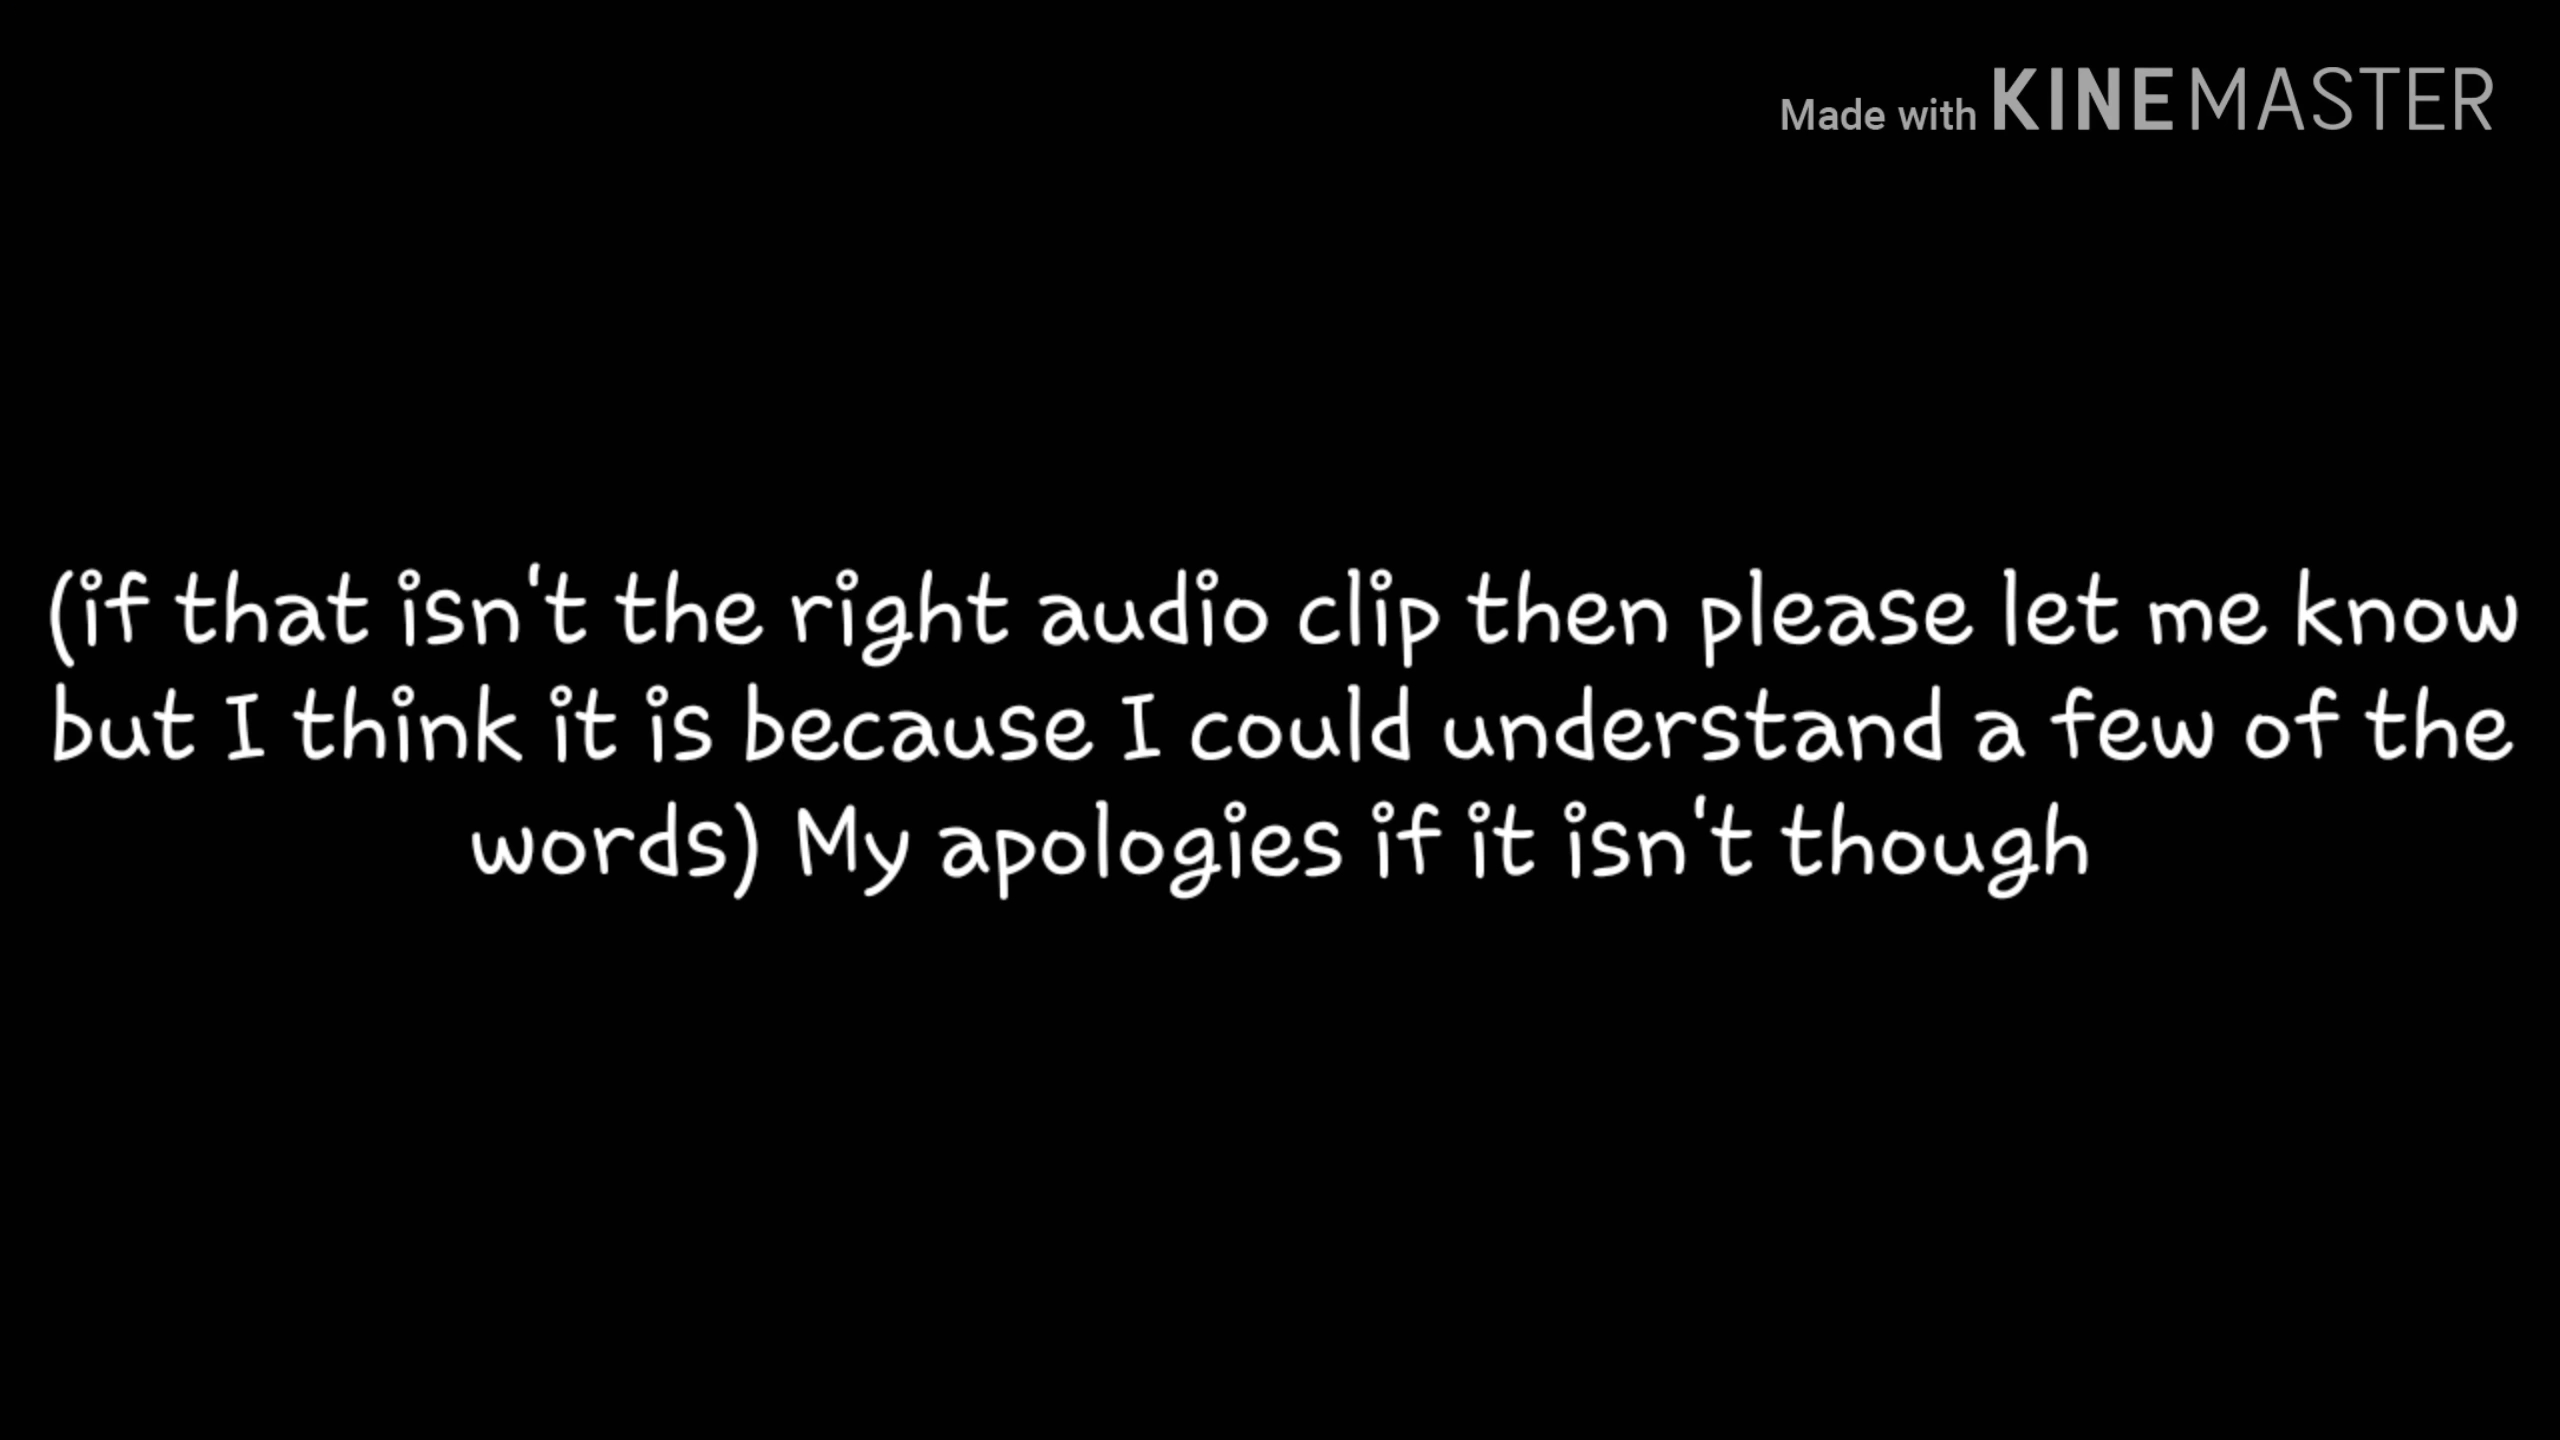 Made with KINEMASTER
(if that isn't the right audio clip then please let me know
but I think it is because I could understand a few of the
words) My apologies if it isn't though